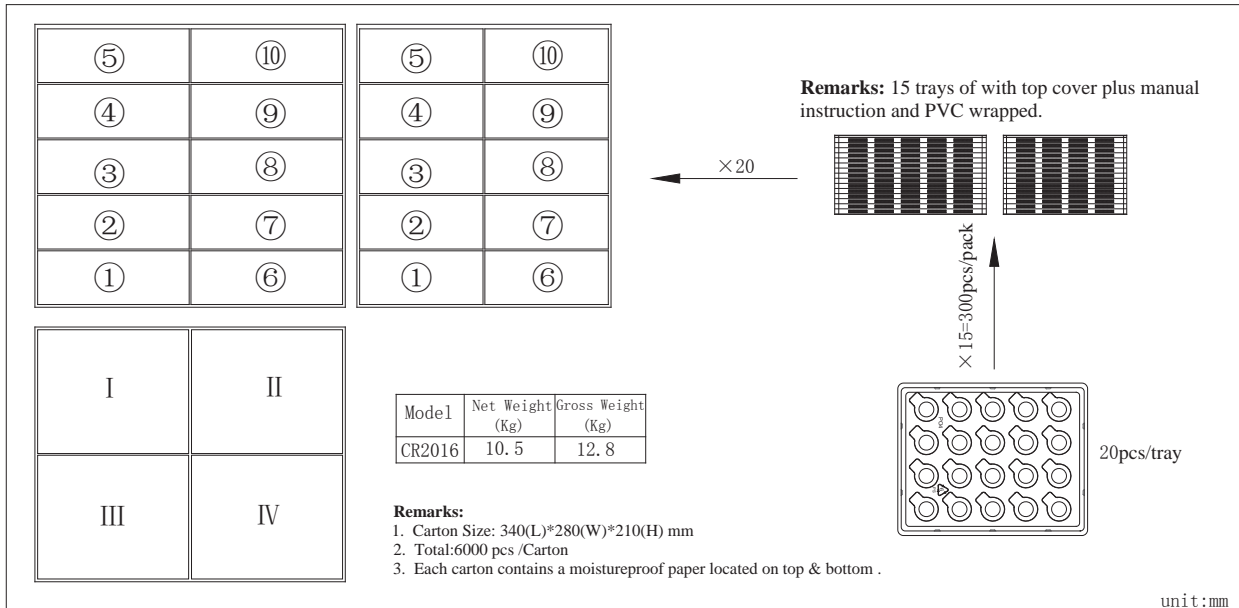 ⑤ ⑩ ⑤ ⑩
④ ⑨ ④ ⑨
③ ⑧ ③ ⑧
② ⑦ ② ⑦
① ⑥ ① ⑥
×20
Remarks: 15 trays of with top cover plus manual
instruction and PVC wrapped.
×15=300pcs/pack
20pcs/tray
I II
III IV
Model Net Weight (Kg) Gross Weight (Kg)
CR2016 10.5 12.8
Remarks:
1. Carton Size: 340(L)*280(W)*210(H) mm
2. Total:6000 pcs /Carton
3. Each carton contains a moistureproof paper located on top & bottom .
unit:mm